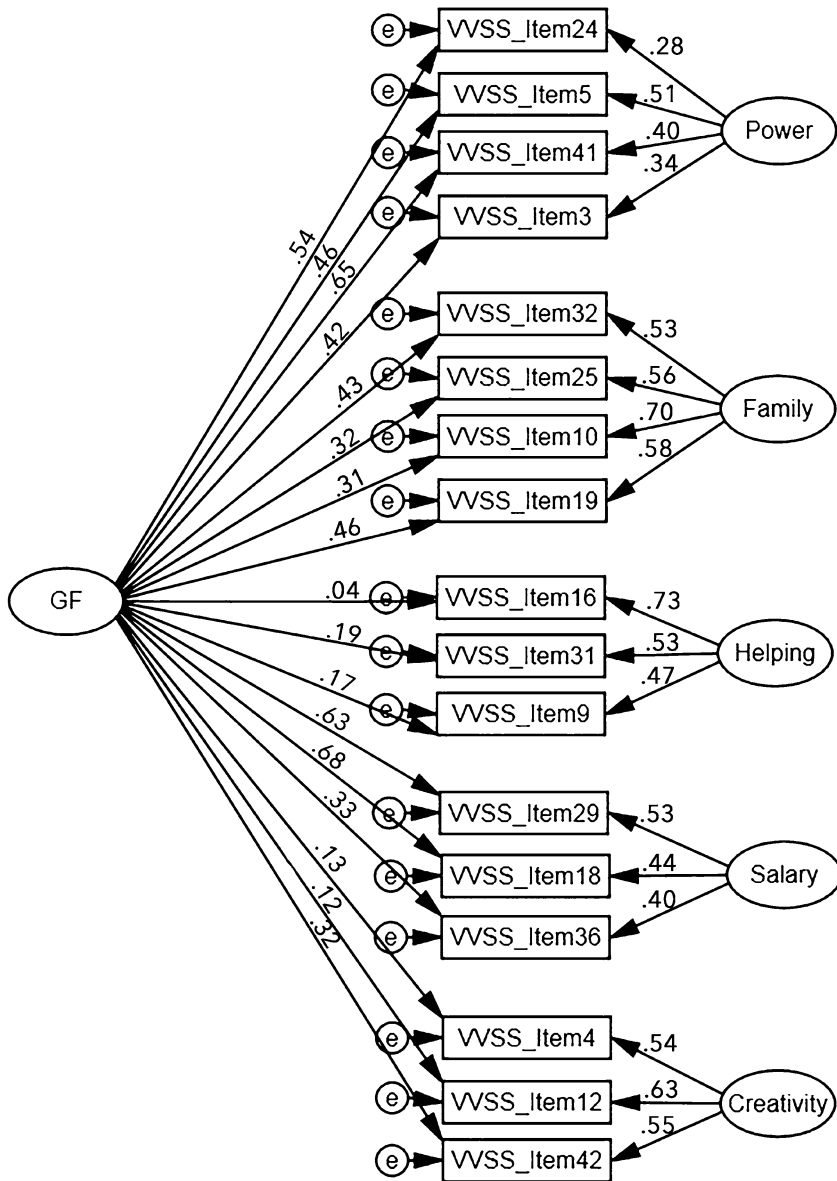 e
VVSS_Item24
.28
e
VVSS_Item5
.51
e
VVSS_Item41
.40
Power
e
VVSS_Item3
.34
.54
.46
.65
.42
e
VVSS_Item32
.53
.43
e
VVSS_Item25
.56
.32
e
VVSS_Item10
.70
Family
.31
e
VVSS_Item19
.58
.46
GF
.04
e
VVSS_Item16
.73
.19
e
VVSS_Item31
.53
Helping
.17
e
VVSS_Item9
.47
.63
.68
.33
e
VVSS_Item29
.53
.13
e
VVSS_Item18
.44
Salary
.12
e
VVSS_Item36
.40
.32
e
VVSS_Item4
.54
e
VVSS_Item12
.63
Creativity
e
VVSS_Item42
.55